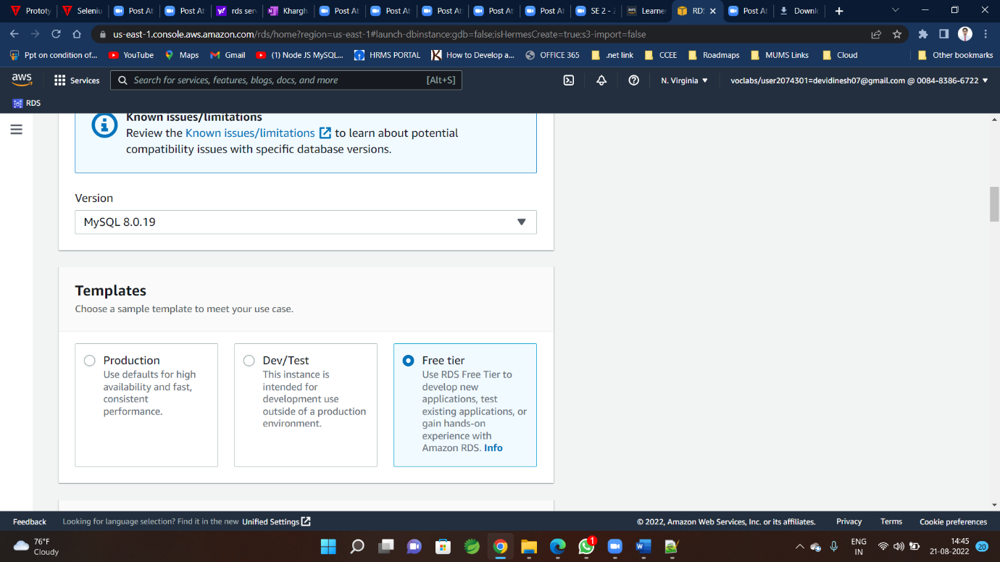 Prototy
Seleniu
Post At
Post At
rds serv
Khargh
Post At
Post At
Post At
Post At
Post At
SE 2 - 2
Learne
RDS
Post At
Downl
us-east-1.console.aws.amazon.com/rds/home?region=us-east-1#launch-dbinstance:gdb=false;isHermesCreate=true;s3-import=false
Ppt on condition of...
YouTube
Maps
Gmail
(1) Node JS MySQL...
HRMS PORTAL
How to Develop a...
OFFICE 365
.net link
CCEE
Roadmaps
MUMS Links
Cloud
Other bookmarks
aws
Services
Search for services, features, blogs, docs, and more
[Alt+S]
N. Virginia
voclabs/user2074301=devidinesh07@gmail.com @ 0084-8386-6722
RDS
Known issues/limitations
Review the Known issues/limitations to learn about potential
compatibility issues with specific database versions.
Version
MySQL 8.0.19
Templates
Choose a sample template to meet your use case.
Production
Use defaults for high
availability and fast,
consistent
performance.
Dev/Test
This instance is
intended for
development use
outside of a production
environment.
Free tier
Use RDS Free Tier to
develop new
applications, test
existing applications, or
gain hands-on
experience with
Amazon RDS. Info
Feedback
Looking for language selection? Find it in the new Unified Settings
© 2022, Amazon Web Services, Inc. or its affiliates.
Privacy
Terms
Cookie preferences
76°F
Cloudy
1
ENG
IN
14:45
21-08-2022
20